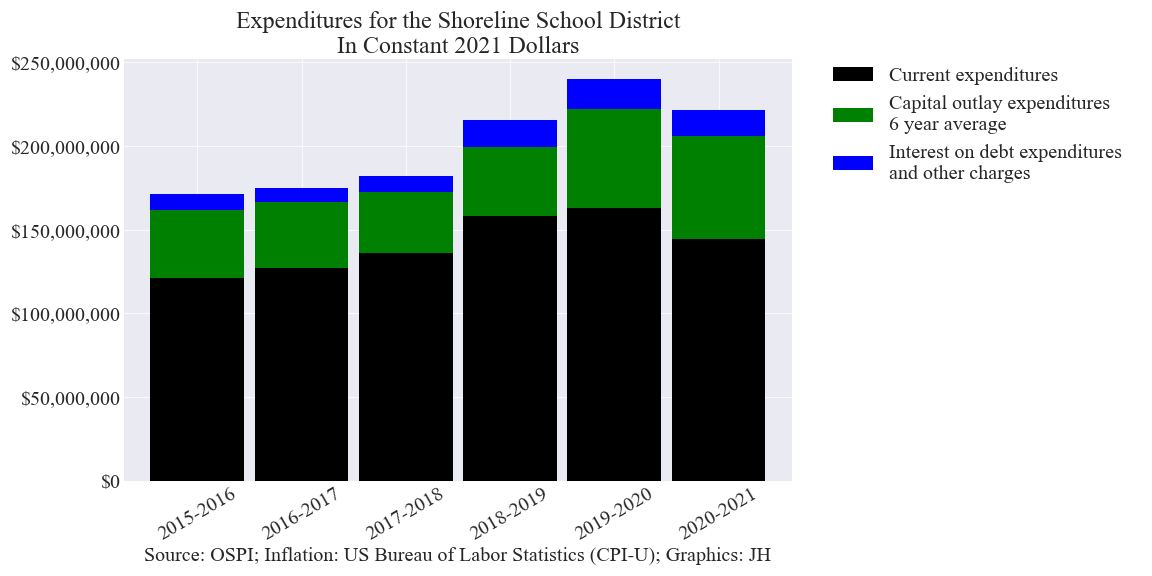 Expenditures for the Shoreline School District
In Constant 2021 Dollars
$250,000,000
$200,000,000
$150,000,000
$100,000,000
$50,000,000
$0
2015-2016
2016-2017
2017-2018
2018-2019
2019-2020
2020-2021
Source: OSPI; Inflation: US Bureau of Labor Statistics (CPI-U); Graphics: JH
Current expenditures
Capital outlay expenditures
6 year average
Interest on debt expenditures
and other charges